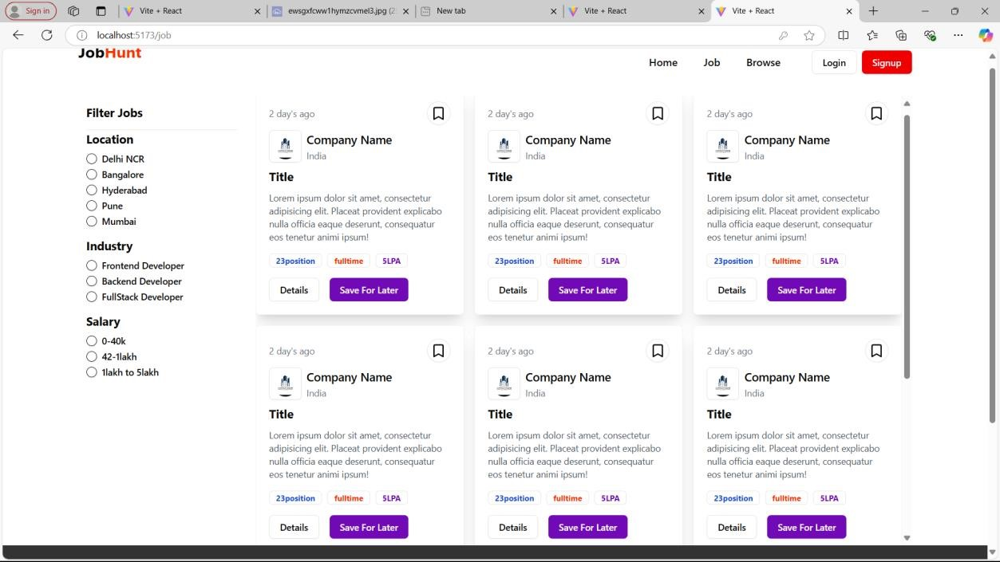 Sign in
Vite + React
ewsgxfcww1hymzcvmel3.jpg (2
New tab
Vite + React
Vite + React
localhost:5173/job
JobHunt
Home
Job
Browse
Login
Signup
Filter Jobs
Location
Delhi NCR
Bangalore
Hyderabad
Pune
Mumbai
Industry
Frontend Developer
Backend Developer
FullStack Developer
Salary
0-40k
42-1lakh
1lakh to 5lakh
2 day's ago
Company Name
India
Title
Lorem ipsum dolor sit amet, consectetur
adipisicing elit. Placeat provident explicabo
nulla officia eaque deserunt, consequatur
eos tenetur animi ipsum!
23position fulltime 5LPA
Details Save For Later
2 day's ago
Company Name
India
Title
Lorem ipsum dolor sit amet, consectetur
adipisicing elit. Placeat provident explicabo
nulla officia eaque deserunt, consequatur
eos tenetur animi ipsum!
23position fulltime 5LPA
Details Save For Later
2 day's ago
Company Name
India
Title
Lorem ipsum dolor sit amet, consectetur
adipisicing elit. Placeat provident explicabo
nulla officia eaque deserunt, consequatur
eos tenetur animi ipsum!
23position fulltime 5LPA
Details Save For Later
2 day's ago
Company Name
India
Title
Lorem ipsum dolor sit amet, consectetur
adipisicing elit. Placeat provident explicabo
nulla officia eaque deserunt, consequatur
eos tenetur animi ipsum!
23position fulltime 5LPA
Details Save For Later
2 day's ago
Company Name
India
Title
Lorem ipsum dolor sit amet, consectetur
adipisicing elit. Placeat provident explicabo
nulla officia eaque deserunt, consequatur
eos tenetur animi ipsum!
23position fulltime 5LPA
Details Save For Later
2 day's ago
Company Name
India
Title
Lorem ipsum dolor sit amet, consectetur
adipisicing elit. Placeat provident explicabo
nulla officia eaque deserunt, consequatur
eos tenetur animi ipsum!
23position fulltime 5LPA
Details Save For Later